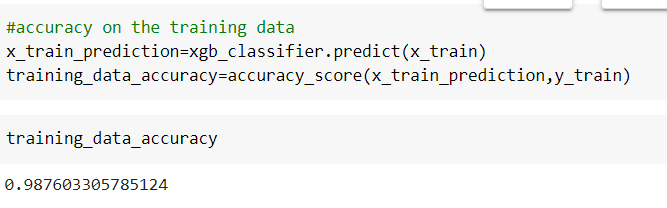 #accuracy on the training data
x_train_prediction=xgb_classifier.predict(x_train)
training_data_accuracy=accuracy_score(x_train_prediction,y_train)
training_data_accuracy
0.987603305785124